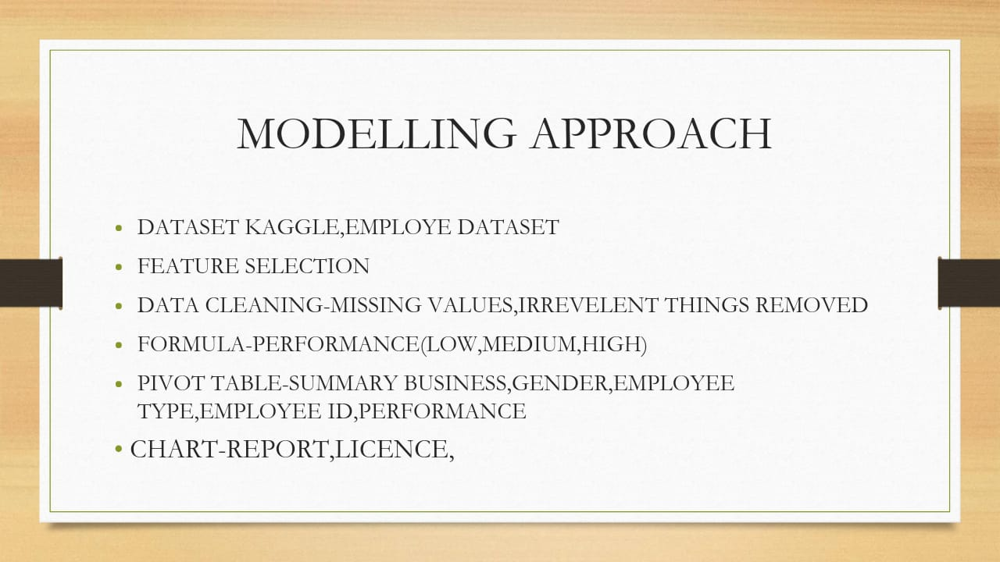 MODELLING APPROACH
• DATASET KAGGLE,EMPLOYE DATASET
• FEATURE SELECTION
• DATA CLEANING-MISSING VALUES,IRREVELENT THINGS REMOVED
• FORMULA-PERFORMANCE(LOW,MEDIUM,HIGH)
• PIVOT TABLE-SUMMARY BUSINESS,GENDER,EMPLOYEE
TYPE,EMPLOYEE ID,PERFORMANCE
• CHART-REPORT,LICENCE,